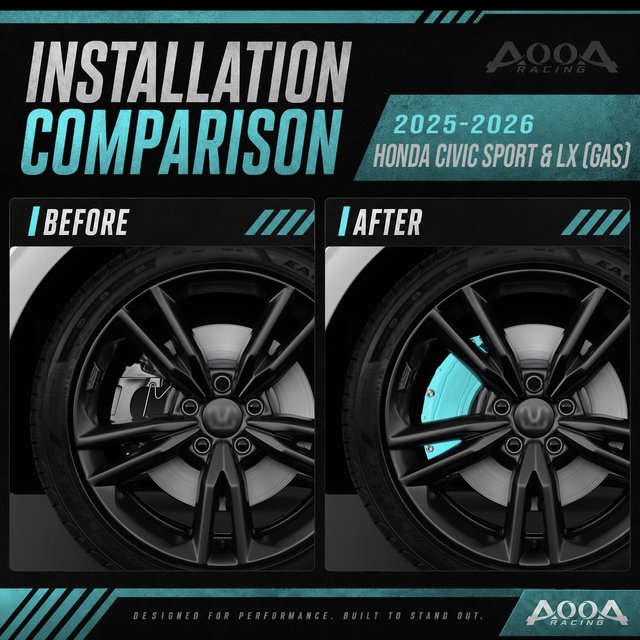 INSTALLATION
COMPARISON
AOOA
RACING
2025-2026
HONDA CIVIC SPORT & LX (GAS)
BEFORE
AFTER
DESIGNED FOR PERFORMANCE. BUILT TO STAND OUT.
AOOA
RACING